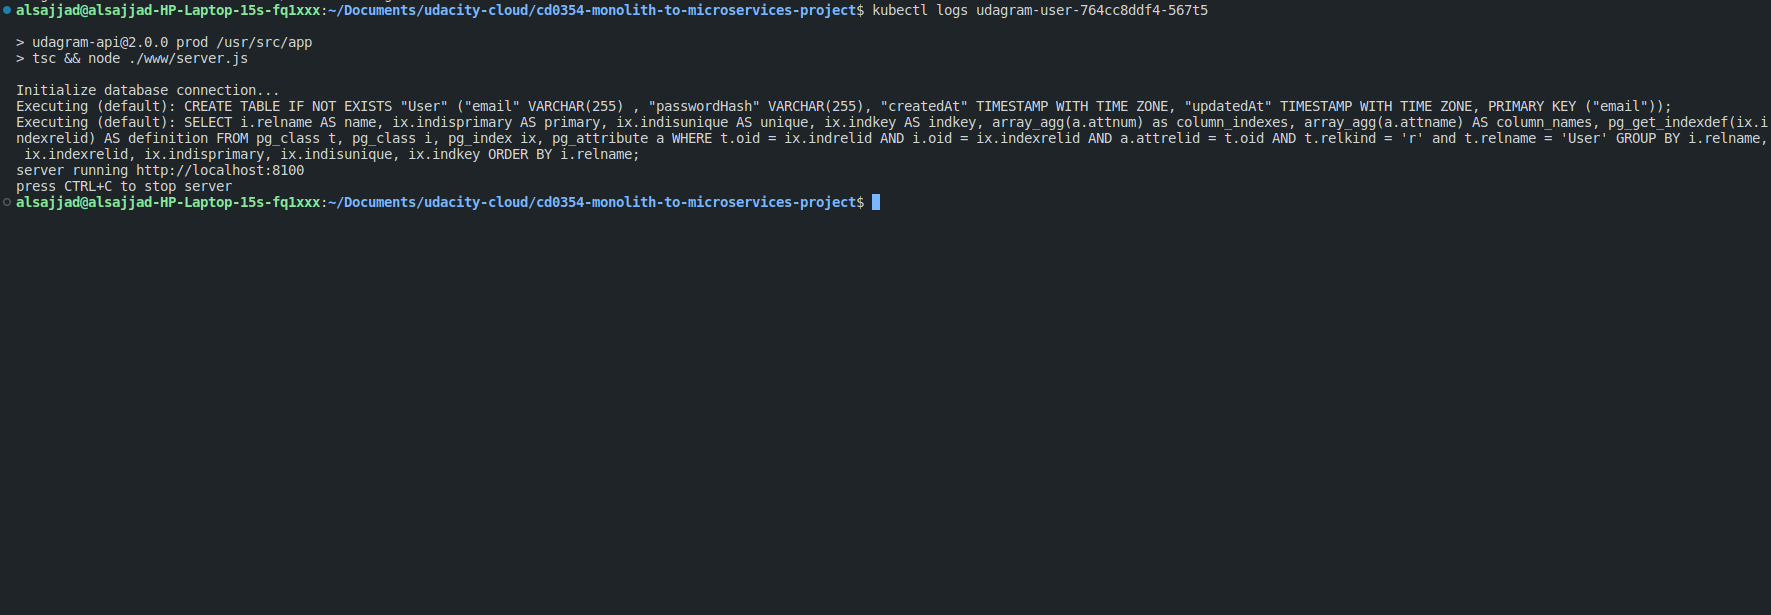 alsajjad@alsajjad-HP-Laptop-15s-fq1xxx:~/Documents/udacity-cloud/cd0354-monolith-to-microservices-project$ kubectl logs udagram-user-764cc8ddf4-567t5
> udagram-api@2.0.0 prod /usr/src/app
> tsc && node ./www/server.js
Initialize database connection...
Executing (default): CREATE TABLE IF NOT EXISTS "User" ("email" VARCHAR(255) , "passwordHash" VARCHAR(255), "createdAt" TIMESTAMP WITH TIME ZONE, "updatedAt" TIMESTAMP WITH TIME ZONE, PRIMARY KEY ("email"));
Executing (default): SELECT i.relname AS name, ix.indisprimary AS primary, ix.indisunique AS unique, ix.indkey AS indkey, array_agg(a.attnum) as column_indexes, array_agg(a.attname) AS column_names, pg_get_indexdef(ix.i
ndexrelid) AS definition FROM pg_class t, pg_class i, pg_index ix, pg_attribute a WHERE t.oid = ix.indrelid AND i.oid = ix.indexrelid AND a.attrelid = t.oid AND t.relkind = 'r' and t.relname = 'User' GROUP BY i.relname,
ix.indexrelid, ix.indisprimary, ix.indisunique, ix.indkey ORDER BY i.relname;
server running http://localhost:8100
press CTRL+C to stop server
alsajjad@alsajjad-HP-Laptop-15s-fq1xxx:~/Documents/udacity-cloud/cd0354-monolith-to-microservices-project$